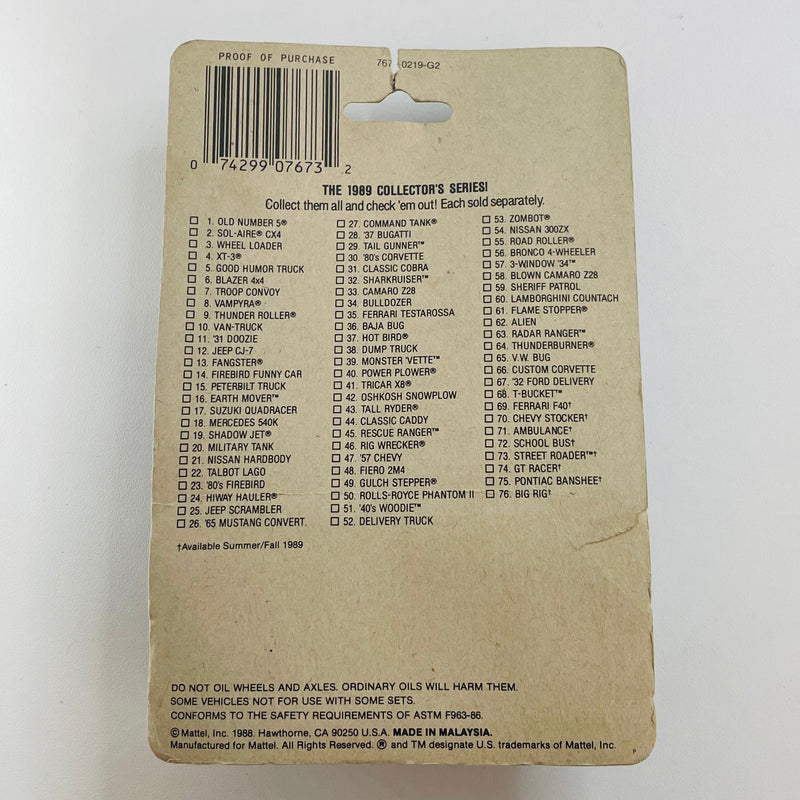 PROOF OF PURCHASE
767 -0219-G2
0 74299 07673 2
THE 1989 COLLECTOR'S SERIES!
Collect them all and check 'em out! Each sold separately.
1. OLD NUMBER 5®
2. SOL-AIRE® CX4
3. WHEEL LOADER
4. XT-3®
5. GOOD HUMOR TRUCK
6. BLAZER 4x4
7. TROOP CONVOY
8. VAMPYRA®
9. THUNDER ROLLER®
10. VAN-TRUCK
11. '31 DOOZIE
12. JEEP CJ-7
13. FANGSTER®
14. FIREBIRD FUNNY CAR
15. PETERBILT TRUCK
16. EARTH MOVER™
17. SUZUKI QUADRACER
18. MERCEDES 540K
19. SHADOW JET®
20. MILITARY TANK
21. NISSAN HARDBODY
22. TALBOT LAGO
23. '80's FIREBIRD
24. HIWAY HAULER®
25. JEEP SCRAMBLER
26. '65 MUSTANG CONVERT.
27. COMMAND TANK®
28. '37 BUGATTI
29. TAIL GUNNER™
30. '80's CORVETTE
31. CLASSIC COBRA
32. SHARKRUISER™
33. CAMARO Z28
34. BULLDOZER
35. FERRARI TESTAROSSA
36. BAJA BUG
37. HOT BIRD®
38. DUMP TRUCK
39. MONSTER 'VETTE™
40. POWER PLOWER®
41. TRICAR X8®
42. OSHKOSH SNOWPLOW
43. TALL RYDER®
44. CLASSIC CADDY
45. RESCUE RANGER™
46. RIG WRECKER®
47. '57 CHEVY
48. FIERO 2M4
49. GULCH STEPPER®
50. ROLLS-ROYCE PHANTOM II
51. '40's WOODIE™
52. DELIVERY TRUCK
53. ZOMBOT®
54. NISSAN 300ZX
55. ROAD ROLLER®
56. BRONCO 4-WHEELER
57. 3-WINDOW '34™
58. BLOWN CAMARO Z28
59. SHERIFF PATROL
60. LAMBORGHINI COUNTACH
61. FLAME STOPPER®
62. ALIEN
63. RADAR RANGER™
64. THUNDERBURNER®
65. V.W. BUG
66. CUSTOM CORVETTE
67. '32 FORD DELIVERY
68. T-BUCKET™
69. FERRARI F40†
70. CHEVY STOCKER†
71. AMBULANCE†
72. SCHOOL BUS†
73. STREET ROADER™†
74. GT RACER†
75. PONTIAC BANSHEE†
76. BIG RIG†
†Available Summer/Fall 1989
DO NOT OIL WHEELS AND AXLES. ORDINARY OILS WILL HARM THEM.
SOME VEHICLES NOT FOR USE WITH SOME SETS.
CONFORMS TO THE SAFETY REQUIREMENTS OF ASTM F963-86.
© Mattel, Inc. 1988. Hawthorne, CA 90250 U.S.A. MADE IN MALAYSIA.
Manufactured for Mattel. All Rights Reserved. ® and TM designate U.S. trademarks of Mattel, Inc.
P